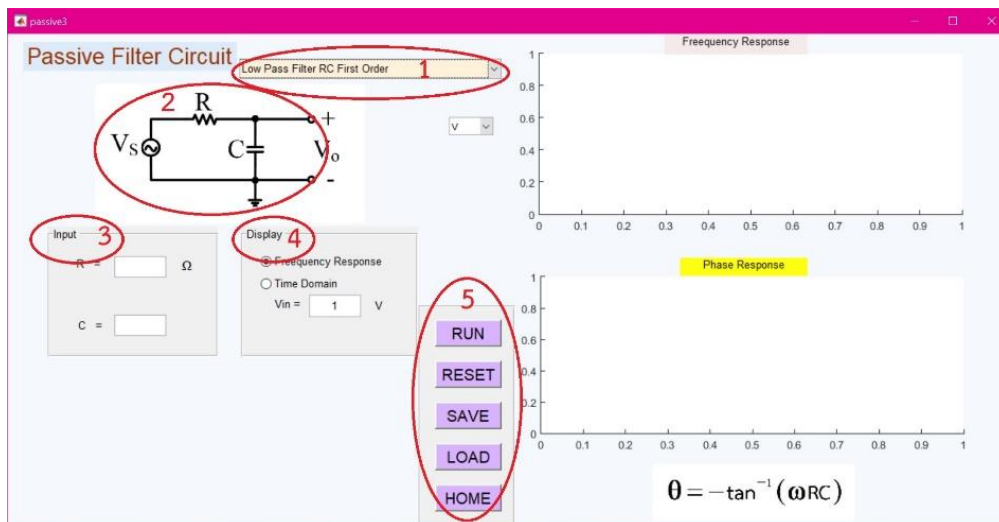 passive3
Passive Filter Circuit
Low Pass Filter RC First Order
1
2
R
VS
C
+
Vo
-
V
Input
3
R = Ω
C =
Display
4
Freequency Response
Time Domain
Vin = 1 V
5
RUN
RESET
SAVE
LOAD
HOME
Freequency Response
1
0.8
0.6
0.4
0.2
0
0 0.1 0.2 0.3 0.4 0.5 0.6 0.7 0.8 0.9 1
Phase Response
1
0.8
0.6
0.4
0.2
0
0 0.1 0.2 0.3 0.4 0.5 0.6 0.7 0.8 0.9 1
θ = −tan⁻¹ (ωRC)